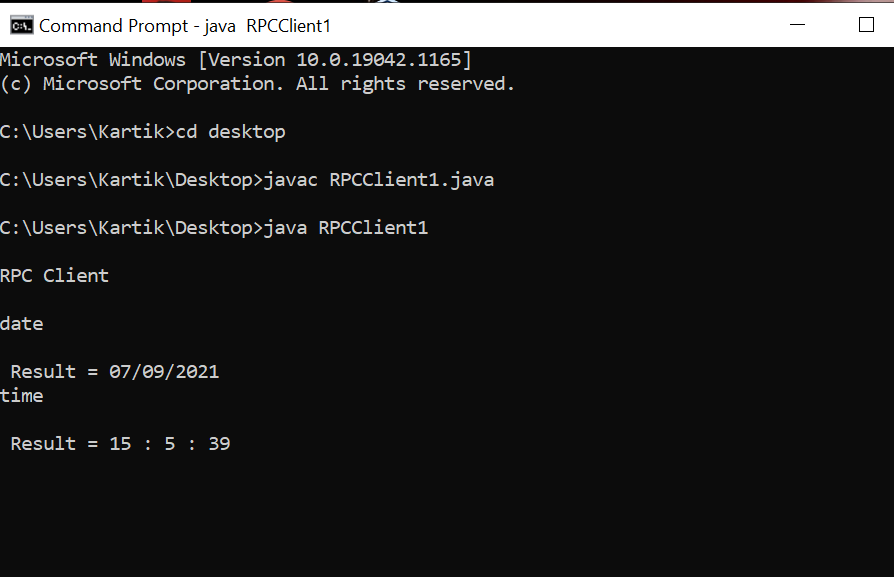 Command Prompt - java  RPCClient1
Microsoft Windows [Version 10.0.19042.1165]
(c) Microsoft Corporation. All rights reserved.
C:\Users\Kartik>cd desktop
C:\Users\Kartik\Desktop>javac RPCClient1.java
C:\Users\Kartik\Desktop>java RPCClient1
RPC Client
date
Result = 07/09/2021
time
Result = 15 : 5 : 39